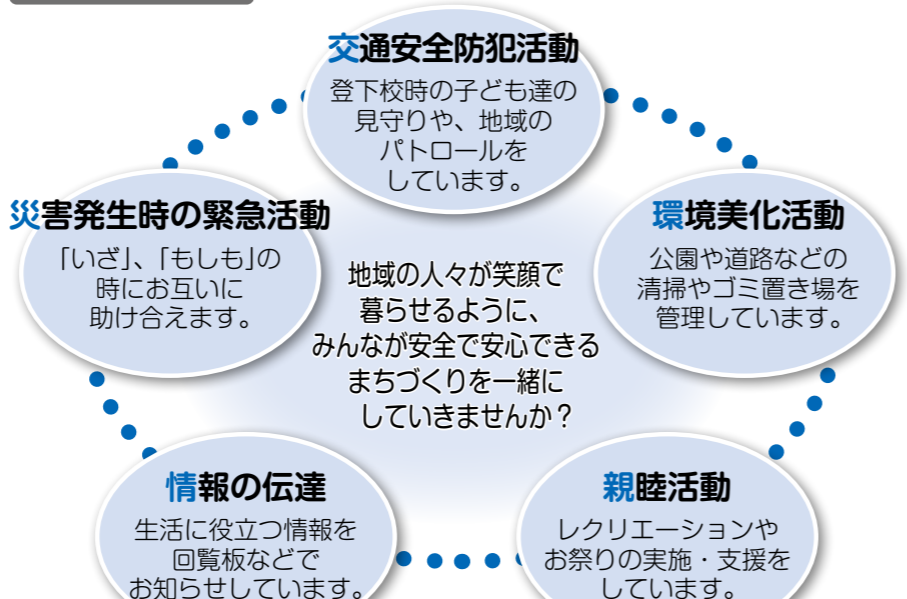 交通安全防犯活動
登下校時の子ども達の
見守りや、地域の
パトロールを
しています。
災害発生時の緊急活動
「いざ」、「もしも」の
時にお互いに
助け合えます。
地域の人々が笑顔で
暮らせるように、
みんなが安全で安心できる
まちづくりを一緒に
していきませんか？
環境美化活動
公園や道路などの
清掃やゴミ置き場を
管理しています。
情報の伝達
生活に役立つ情報を
回覧板などで
お知らせしています。
親睦活動
レクリエーションや
お祭りの実施・支援を
しています。